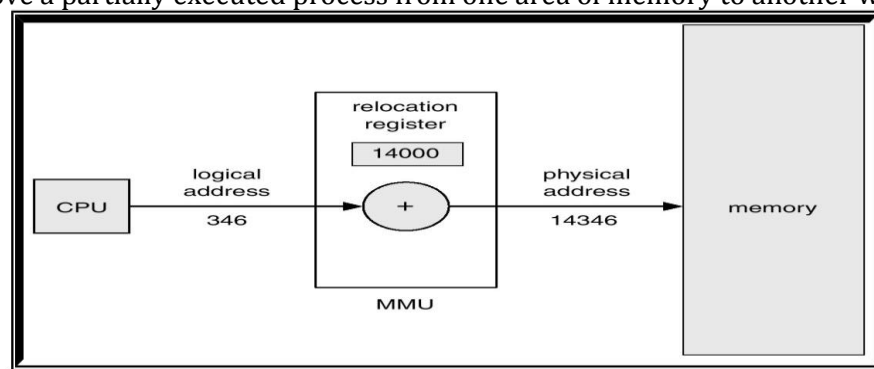 a partially executed process from one area of memory to another
relocation
register
14000
logical
address
346
CPU
+
physical
address
14346
memory
MMU